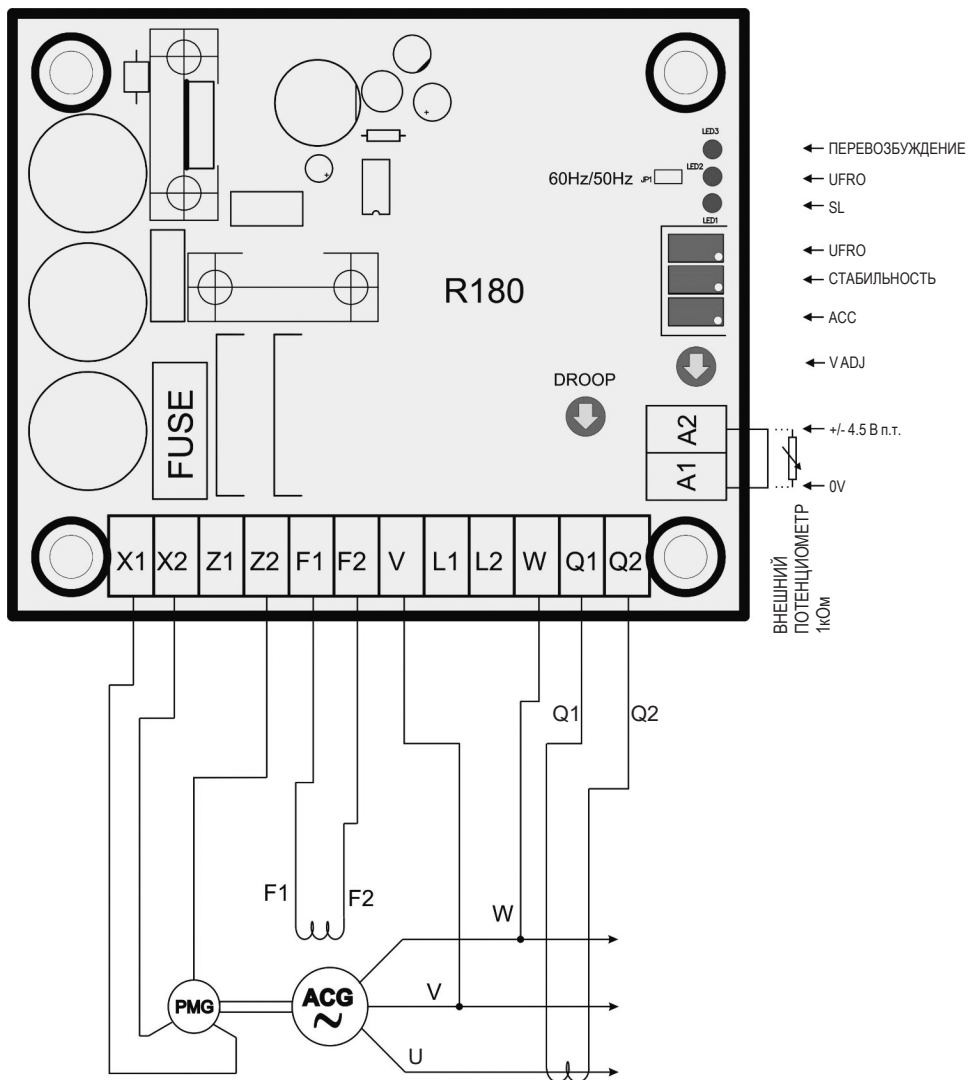 LED3
ПЕРЕВОЗБУЖДЕНИЕ
LED2
60Hz/50Hz JP1
UFRO
SL
LED1
UFRO
СТАБИЛЬНОСТЬ
R180
ACC
V ADJ
DROOP
FUSE
A2
+/- 4.5 В п.т.
A1
0V
ВНЕШНИЙ
ПОТЕНЦИОМЕТР
1кОм
X1 X2 Z1 Z2 F1 F2 V L1 L2 W Q1 Q2
Q1 Q2
F1 F2
W
PMG
ACG
~
V
U